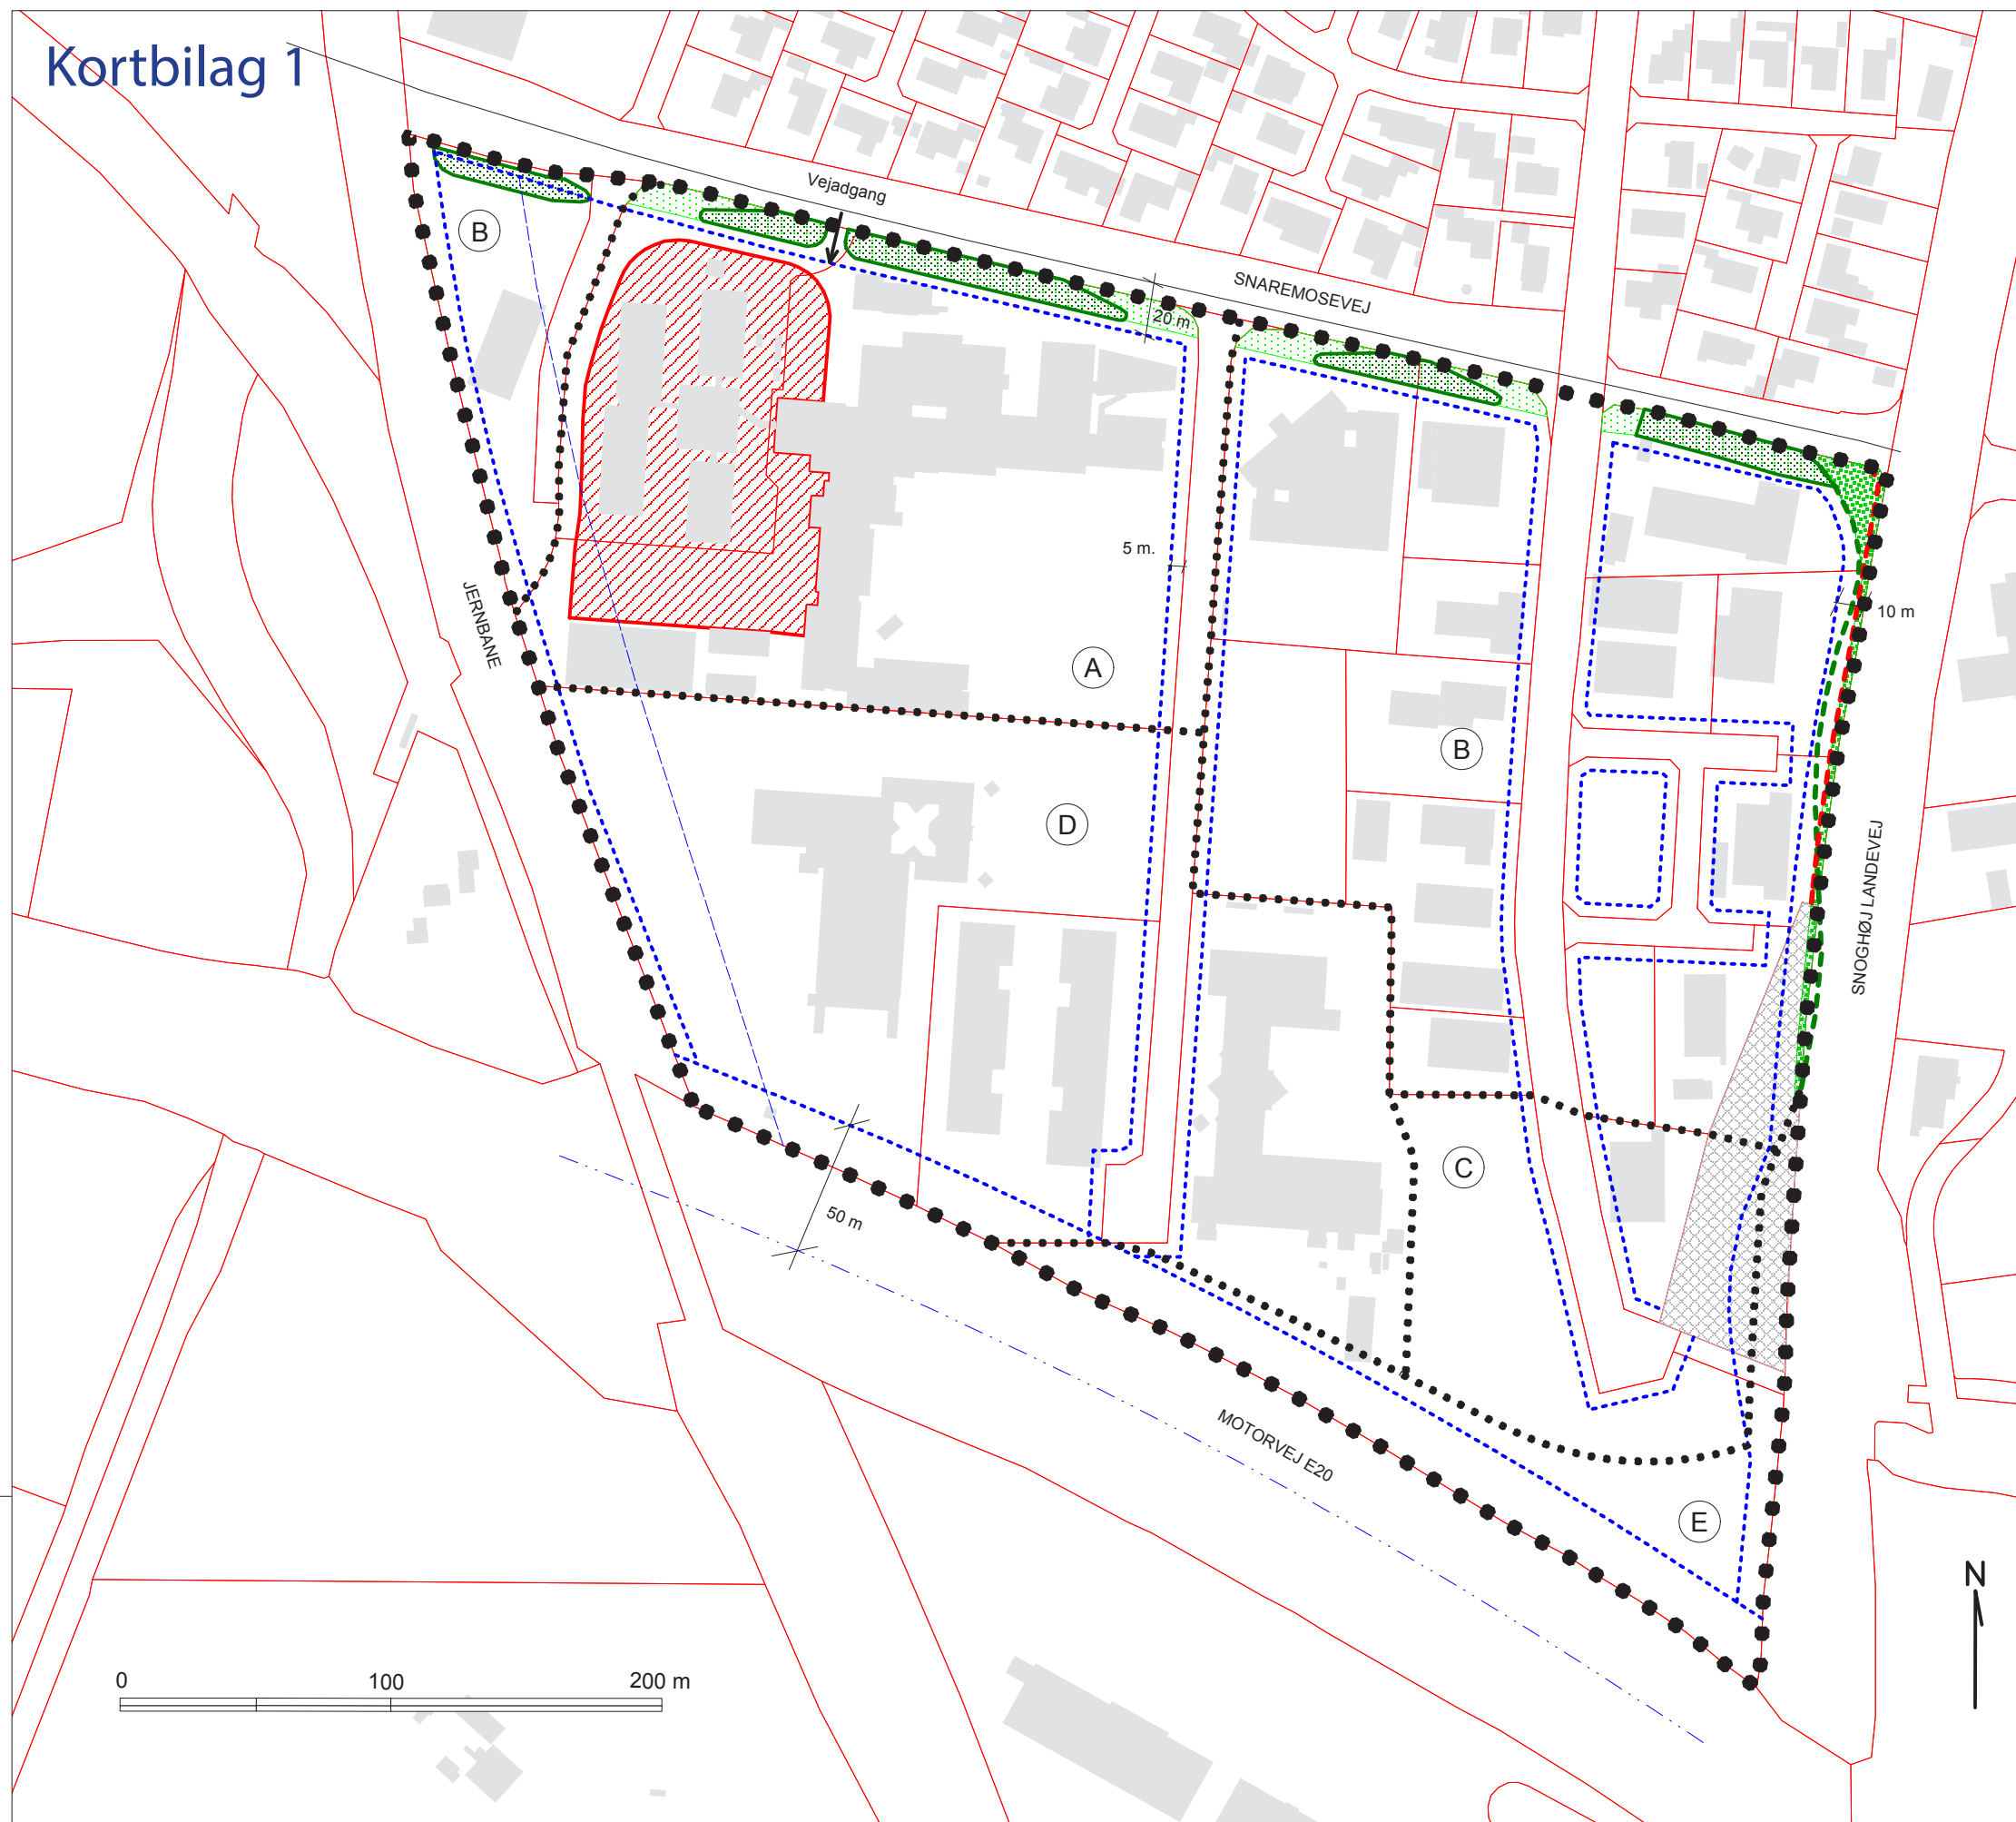 Kortbilag 1
Vejadgang
B
SNAREMOSEVEJ
20 m
5 m.
JERNBANE
10 m
A
B
D
SNOGHØJ LANDEVEJ
C
50 m
MOTORVEJ E20
E
N
0 100 200 m